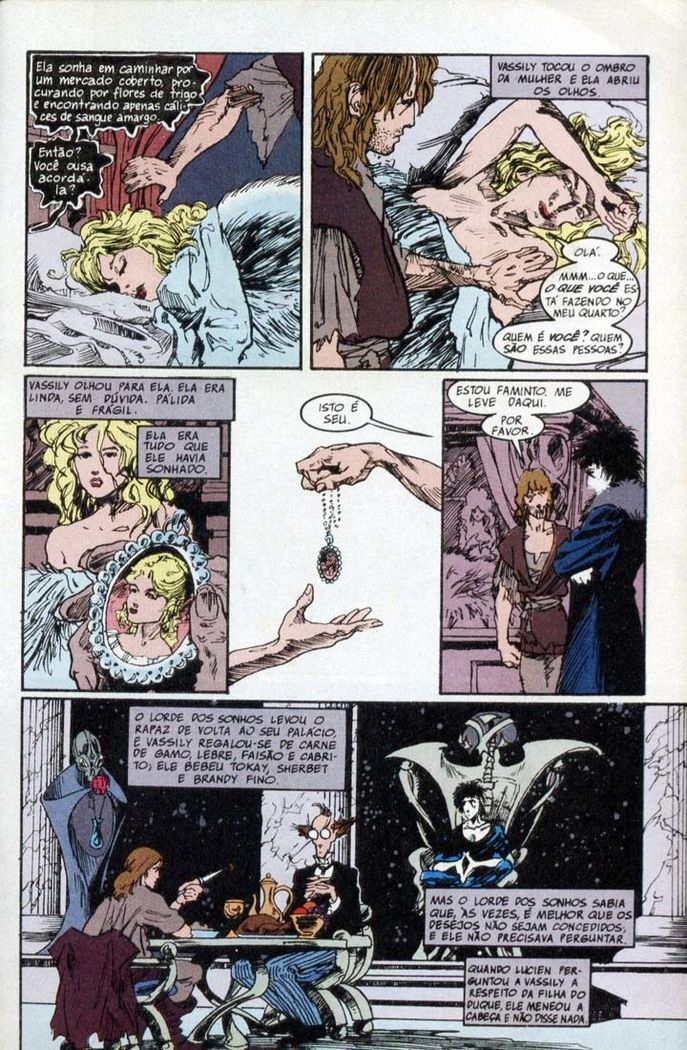 Ela sonha em caminhar por
um mercado coberto, pro-
curando por flores de trigo
e encontrando apenas cáli-
ces de sangue amargo.
Então?
Você ousa
acordá-
la?
VASSILY TOCOU O OMBRO
DA MULHER E ELA ABRIU
OS OLHOS.
OLÁ.
MMM...O QUE...
O QUE VOCÊ ES
TÁ FAZENDO NO
MEU QUARTO?
QUEM É VOCÊ? QUEM
SÃO ESSAS PESSOAS?
VASSILY OLHOU PARA ELA. ELA ERA
LINDA, SEM DÚVIDA. PÁLIDA
E FRÁGIL.
ELA ERA
TUDO QUE
ELE HAVIA
SONHADO.
ISTO É
SEU.
ESTOU FAMINTO. ME
LEVE DAQUI.
POR
FAVOR.
O LORDE DOS SONHOS LEVOU O
RAPAZ DE VOLTA AO SEU PALÁCIO,
E VASSILY REGALOU-SE DE CARNE
DE GAMO, LEBRE, FAISÃO E CABRI-
TO; ELE BEBEU TOKAY, SHERBET
E BRANDY FINO.
MAS O LORDE DOS SONHOS SABIA
QUE, ÀS VEZES, É MELHOR QUE OS
DESEJOS NÃO SEJAM CONCEDIDOS;
E ELE NÃO PRECISAVA PERGUNTAR.
QUANDO LUCIEN PER-
GUNTOU A VASSILY A
RESPEITO DA FILHA DO
DUQUE, ELE MENEOU A
CABEÇA E NÃO DISSE NADA.